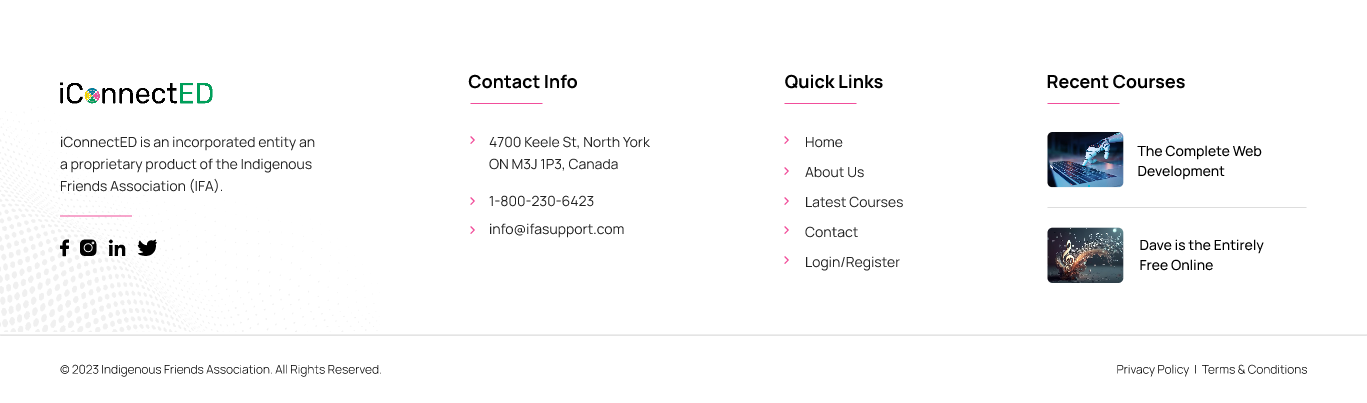 iConnectED
iConnectED is an incorporated entity an
a proprietary product of the Indigenous
Friends Association (IFA).
Contact Info
4700 Keele St, North York
ON M3J 1P3, Canada
1-800-230-6423
info@ifasupport.com
Quick Links
Home
About Us
Latest Courses
Contact
Login/Register
Recent Courses
The Complete Web
Development
Dave is the Entirely
Free Online
© 2023 Indigenous Friends Association. All Rights Reserved.
Privacy Policy | Terms & Conditions